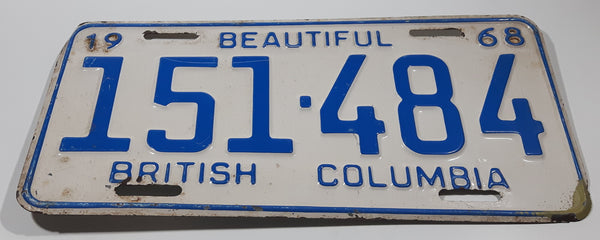 19 BEAUTIFUL 68
151·484
BRITISH COLUMBIA